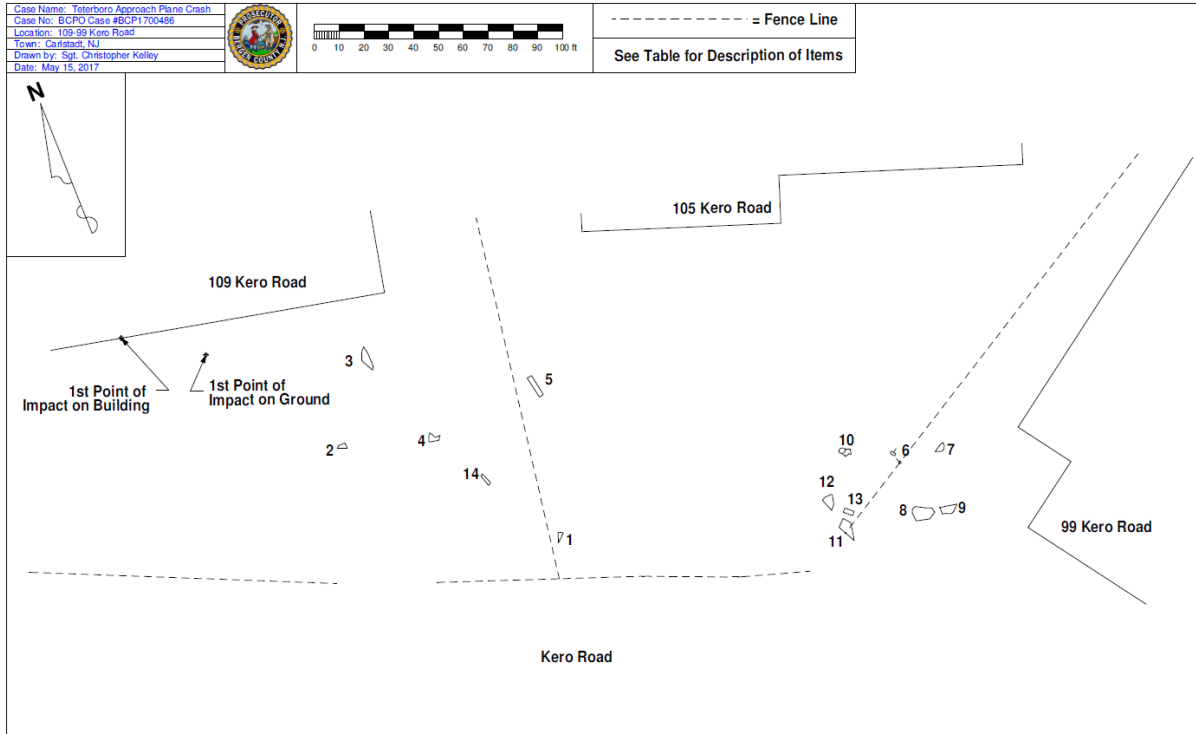 Case Name: Teterboro Approach Plane Crash
Case No: BCPO Case #BCP1700486
Location: 109-99 Kero Road
Town: Carlstadt, NJ
Drawn by: Sgt. Christopher Kelley
Date: May 15, 2017
PROSECUTOR
BERGEN COUNTY N.J.
0 10 20 30 40 50 60 70 80 90 100 ft
= Fence Line
See Table for Description of Items
N
105 Kero Road
109 Kero Road
3
1st Point of
Impact on Building
1st Point of
Impact on Ground
5
2
4
14
10
6
7
12
13
8
9
11
1
99 Kero Road
Kero Road